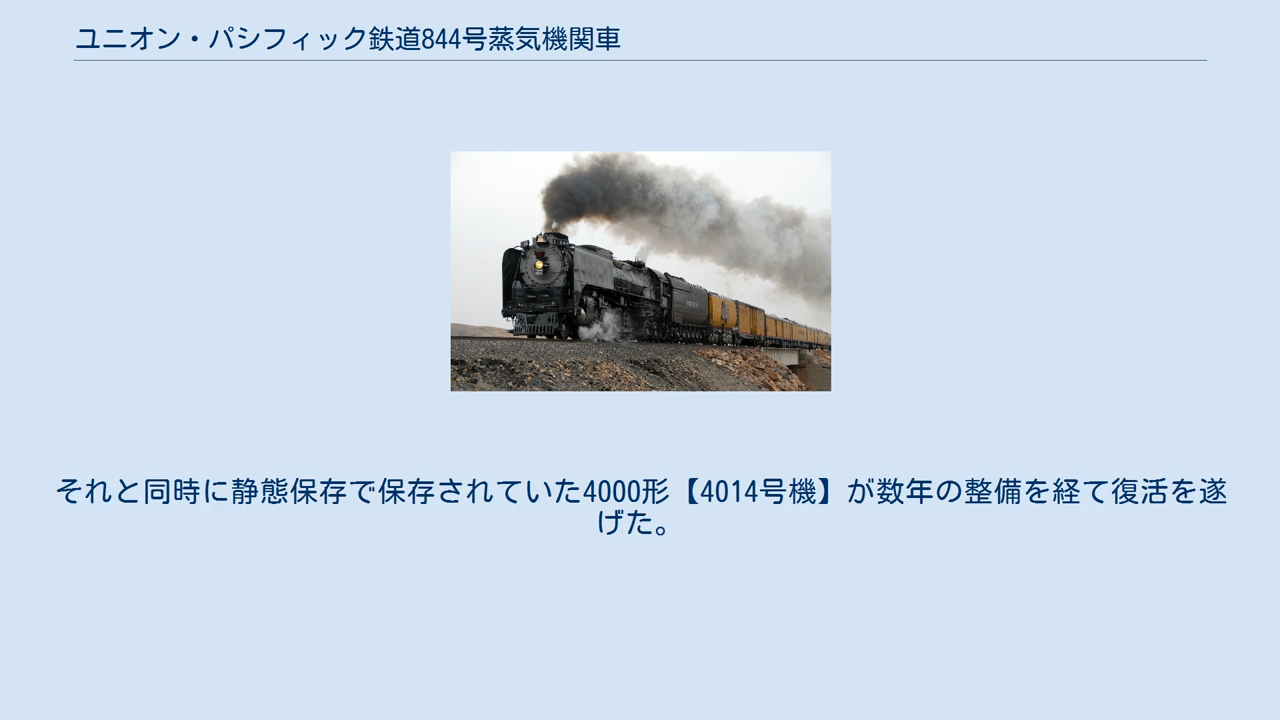 ユニオン・パシフィック鉄道844号蒸気機関車
それと同時に静態保存で保存されていた4000形【4014号機】が数年の整備を経て復活を遂
げた。